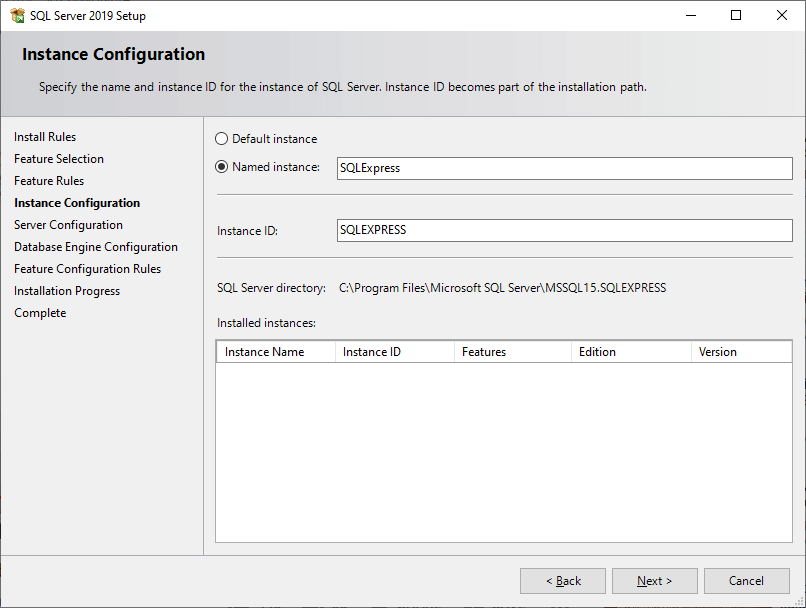 SQL Server 2019 Setup
Instance Configuration
Specify the name and instance ID for the instance of SQL Server. Instance ID becomes part of the installation path.
Install Rules
Feature Selection
Feature Rules
Instance Configuration
Server Configuration
Database Engine Configuration
Feature Configuration Rules
Installation Progress
Complete
Default instance
Named instance: SQLExpress
Instance ID: SQLEXPRESS
SQL Server directory: C:\Program Files\Microsoft SQL Server\MSSQL15.SQLEXPRESS
Installed instances:
Instance Name Instance ID Features Edition Version
< Back Next > Cancel